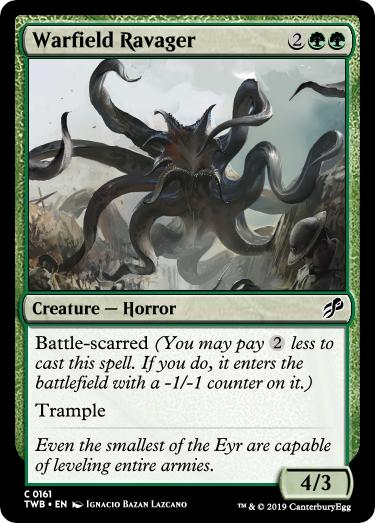 Warfield Ravager 2
Creature — Horror
Battle-scarred (You may pay 2 less to
cast this spell. If you do, it enters the
battlefield with a -1/-1 counter on it.)
Trample
Even the smallest of the Eyr are capable
of leveling entire armies.
4/3
C 0161
TWB • EN Ignacio Bazan Lazcano ™ & © 2019 CanterburyEgg